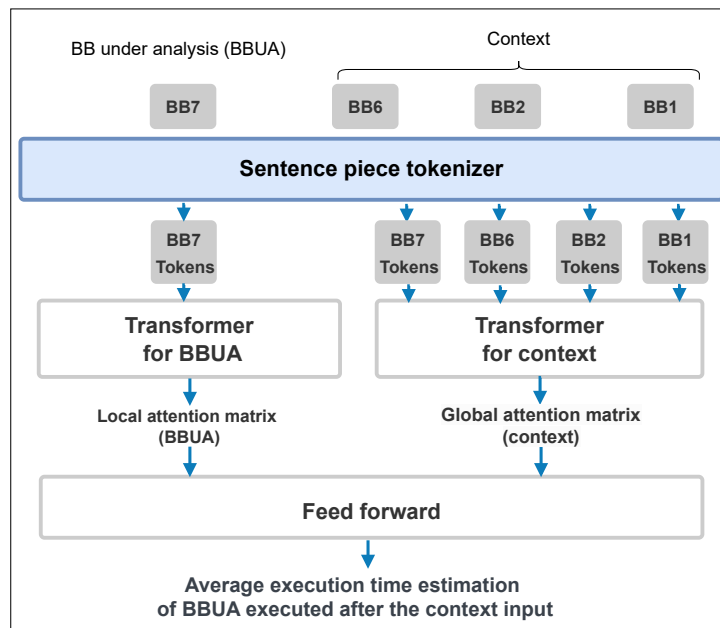 Context
BB under analysis (BBUA)
BB7 BB6 BB2 BB1
Sentence piece tokenizer
BB7 BB7 BB6 BB2 BB1
Tokens Tokens Tokens Tokens Tokens
Transformer
for BBUA
Transformer
for context
Local attention matrix
(BBUA)
Global attention matrix
(context)
Feed forward
Average execution time estimation
of BBUA executed after the context input